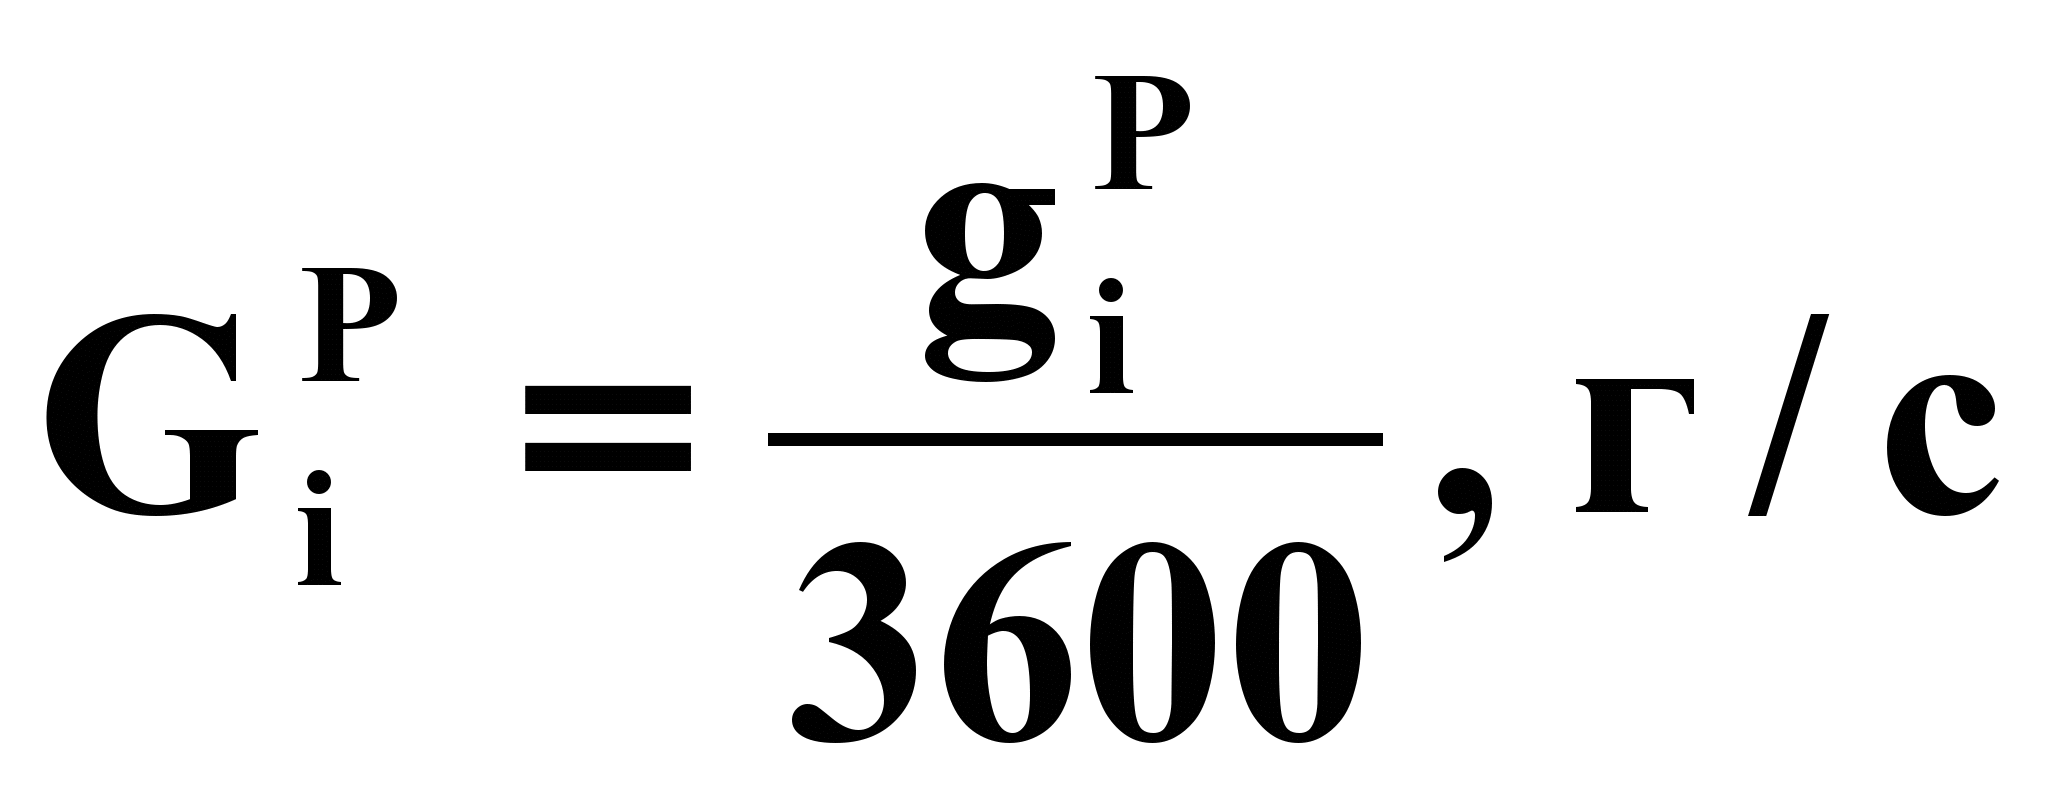 G_i^P = g_i^P / 3600 , г/с